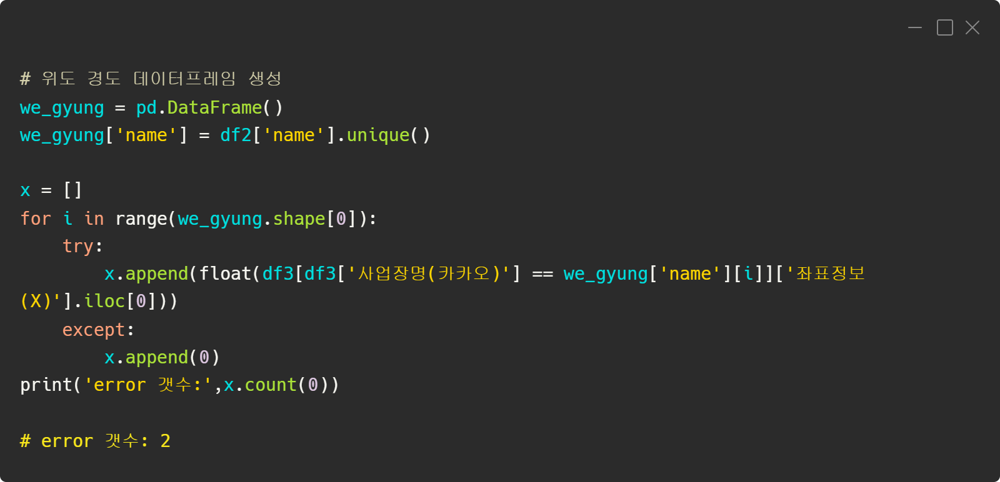 # 위도 경도 데이터프레임 생성
we_gyung = pd.DataFrame()
we_gyung['name'] = df2['name'].unique()
x = []
for i in range(we_gyung.shape[0]):
    try:
        x.append(float(df3[df3['사업장명(카카오)'] == we_gyung['name'][i]]['좌표정보
(X)'].iloc[0]))
    except:
        x.append(0)
print('error 갯수:',x.count(0))
# error 갯수: 2